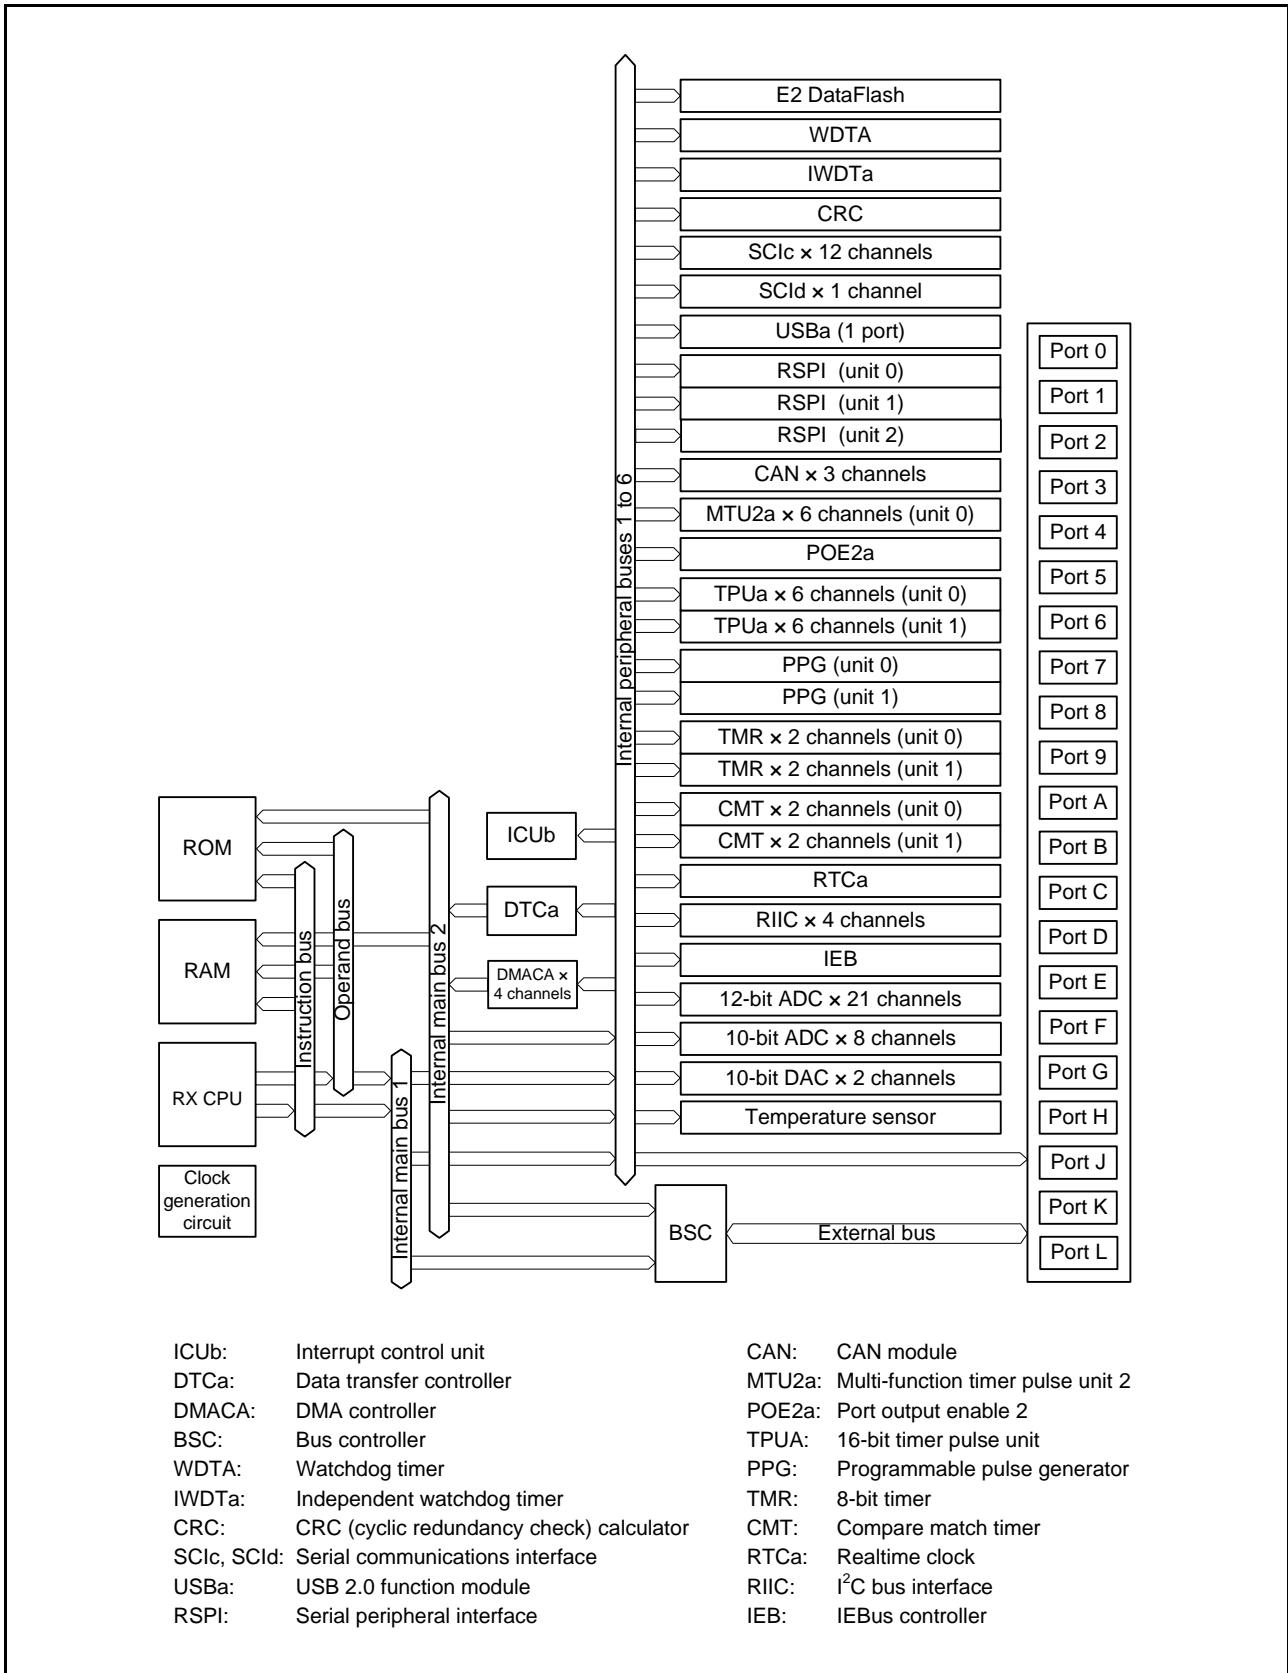 E2 DataFlash
WDTA
IWDTa
CRC
SCIc × 12 channels
SCId × 1 channel
USBa (1 port)
RSPI (unit 0)
RSPI (unit 1)
RSPI (unit 2)
CAN × 3 channels
MTU2a × 6 channels (unit 0)
POE2a
TPUa × 6 channels (unit 0)
TPUa × 6 channels (unit 1)
PPG (unit 0)
PPG (unit 1)
TMR × 2 channels (unit 0)
TMR × 2 channels (unit 1)
CMT × 2 channels (unit 0)
CMT × 2 channels (unit 1)
RTCa
RIIC × 4 channels
IEB
12-bit ADC × 21 channels
10-bit ADC × 8 channels
10-bit DAC × 2 channels
Temperature sensor
Port 0
Port 1
Port 2
Port 3
Port 4
Port 5
Port 6
Port 7
Port 8
Port 9
Port A
Port B
Port C
Port D
Port E
Port F
Port G
Port H
Port J
Port K
Port L
Internal peripheral buses 1 to 6
ROM
RAM
RX CPU
Clock
generation
circuit
Instruction bus
Operand bus
Internal main bus 1
Internal main bus 2
ICUb
DTCa
DMACA ×
4 channels
BSC
External bus
ICUb: Interrupt control unit
DTCa: Data transfer controller
DMACA: DMA controller
BSC: Bus controller
WDTA: Watchdog timer
IWDTa: Independent watchdog timer
CRC: CRC (cyclic redundancy check) calculator
SCIc, SCId: Serial communications interface
USBa: USB 2.0 function module
RSPI: Serial peripheral interface
CAN: CAN module
MTU2a: Multi-function timer pulse unit 2
POE2a: Port output enable 2
TPUA: 16-bit timer pulse unit
PPG: Programmable pulse generator
TMR: 8-bit timer
CMT: Compare match timer
RTCa: Realtime clock
RIIC: I²C bus interface
IEB: IEBus controller